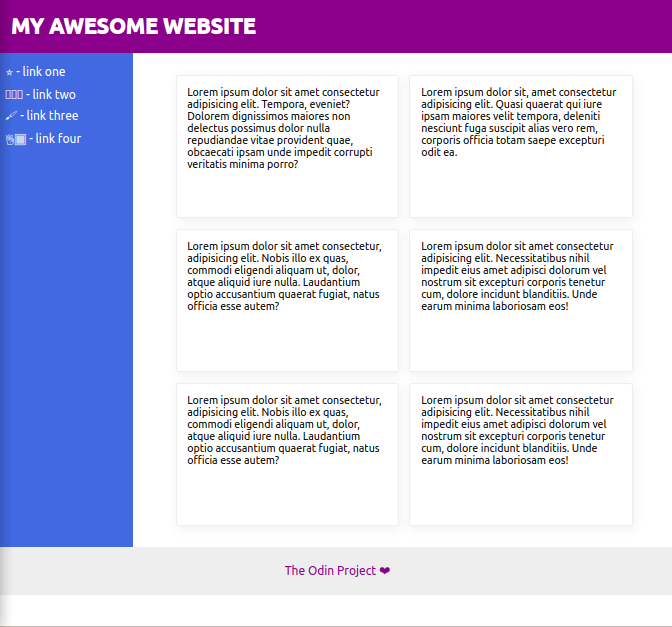 MY AWESOME WEBSITE
⭐ - link one
- link two
🖌 - link three
- link four
Lorem ipsum dolor sit amet consectetur
adipisicing elit. Tempora, eveniet?
Dolorem dignissimos maiores non
delectus possimus dolor nulla
repudiandae vitae provident quae,
obcaecati ipsam unde impedit corrupti
veritatis minima porro?
Lorem ipsum dolor sit, amet consectetur
adipisicing elit. Quasi quaerat qui iure
ipsam maiores velit tempora, deleniti
nesciunt fuga suscipit alias vero rem,
corporis officia totam saepe excepturi
odit ea.
Lorem ipsum dolor sit amet consectetur,
adipisicing elit. Nobis illo ex quas,
commodi eligendi aliquam ut, dolor,
atque aliquid iure nulla. Laudantium
optio accusantium quaerat fugiat, natus
officia esse autem?
Lorem ipsum dolor sit amet consectetur
adipisicing elit. Necessitatibus nihil
impedit eius amet adipisci dolorum vel
nostrum sit excepturi corporis tenetur
cum, dolore incidunt blanditiis. Unde
earum minima laboriosam eos!
Lorem ipsum dolor sit amet consectetur,
adipisicing elit. Nobis illo ex quas,
commodi eligendi aliquam ut, dolor,
atque aliquid iure nulla. Laudantium
optio accusantium quaerat fugiat, natus
officia esse autem?
Lorem ipsum dolor sit amet consectetur
adipisicing elit. Necessitatibus nihil
impedit eius amet adipisci dolorum vel
nostrum sit excepturi corporis tenetur
cum, dolore incidunt blanditiis. Unde
earum minima laboriosam eos!
The Odin Project ❤